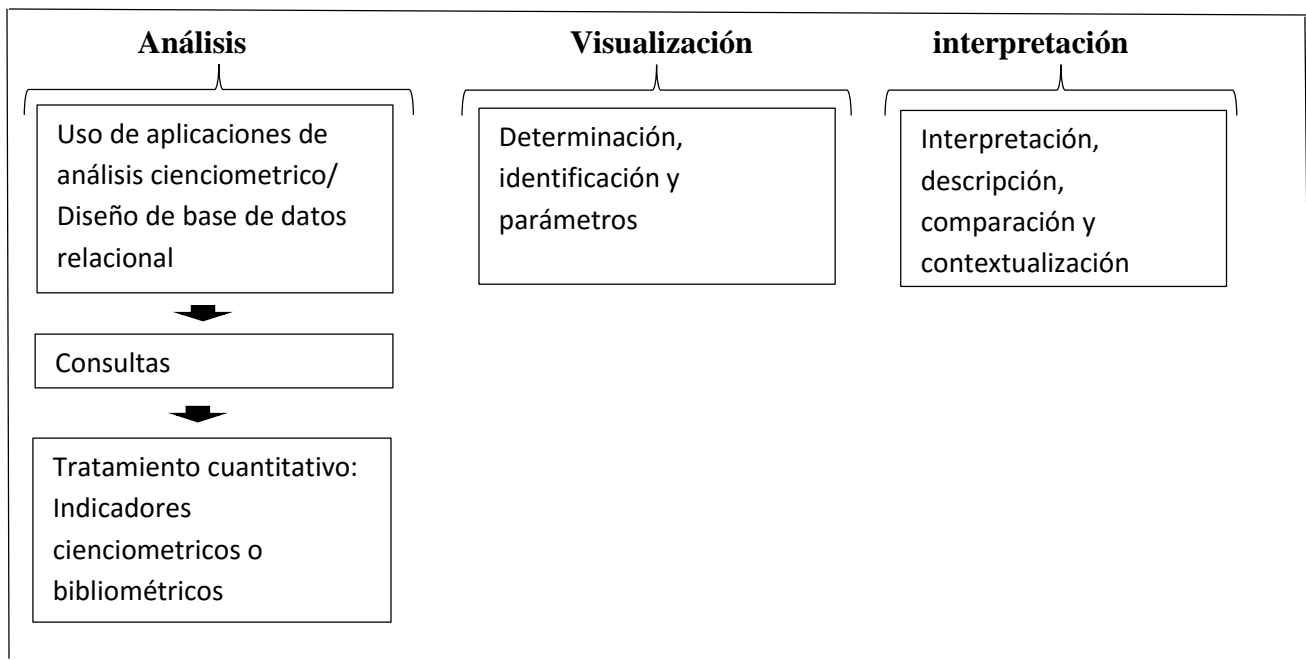 Análisis
Uso de aplicaciones de
análisis cienciometrico/
Diseño de base de datos
relacional
Consultas
Tratamiento cuantitativo:
Indicadores
cienciometricos o
bibliométricos
Visualización
Determinación,
identificación y
parámetros
interpretación
Interpretación,
descripción,
comparación y
contextualización